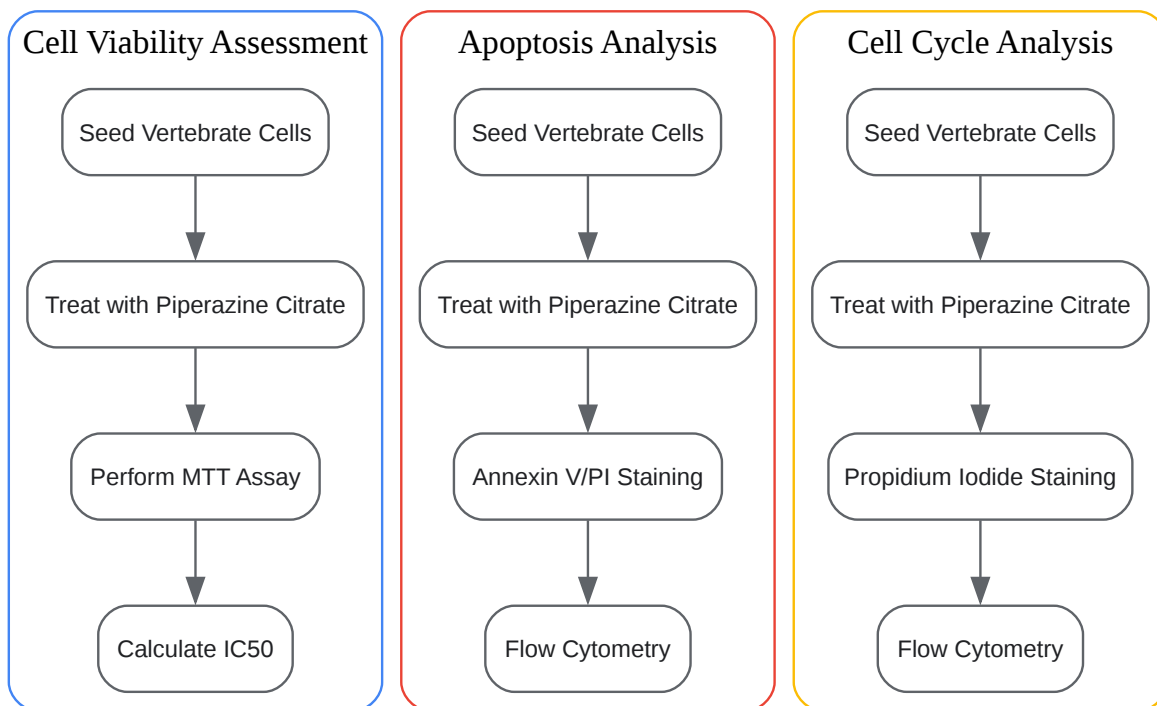 Cell Viability Assessment
Seed Vertebrate Cells
Treat with Piperazine Citrate
Perform MTT Assay
Calculate IC50
Apoptosis Analysis
Seed Vertebrate Cells
Treat with Piperazine Citrate
Annexin V/PI Staining
Flow Cytometry
Cell Cycle Analysis
Seed Vertebrate Cells
Treat with Piperazine Citrate
Propidium Iodide Staining
Flow Cytometry